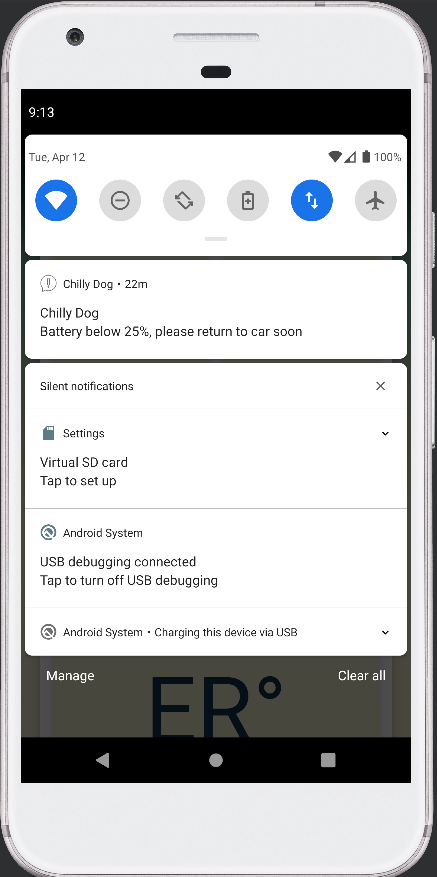 9:13
Tue, Apr 12 100%
Chilly Dog • 22m
Chilly Dog
Battery below 25%, please return to car soon
Silent notifications
Settings
Virtual SD card
Tap to set up
Android System
USB debugging connected
Tap to turn off USB debugging
Android System • Charging this device via USB
Manage Clear all
ER°